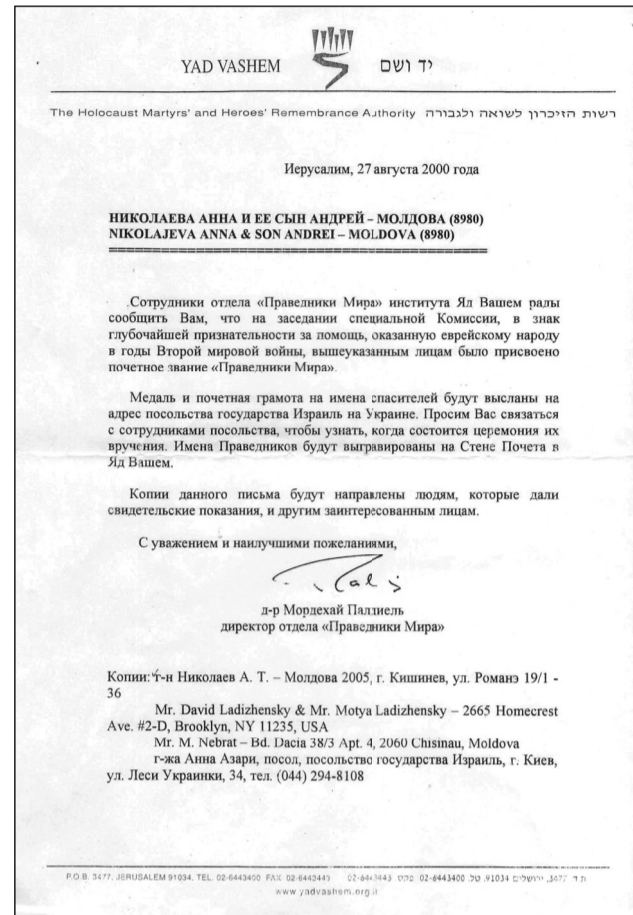 YAD VASHEM יד ושם
The Holocaust Martyrs' and Heroes' Remembrance Authority רשות הזיכרון לשואה ולגבורה
Иерусалим, 27 августа 2000 года
НИКОЛАЕВА АННА И ЕЕ СЫН АНДРЕЙ – МОЛДОВА (8980)
NIKOLAJEVA ANNA & SON ANDREI – MOLDOVA (8980)
Сотрудники отдела «Праведники Мира» института Яд Вашем рады
сообщить Вам, что на заседании специальной Комиссии, в знак
глубочайшей признательности за помощь, оказанную еврейскому народу
в годы Второй мировой войны, вышеуказанным лицам было присвоено
почетное звание «Праведники Мира».
Медаль и почетная грамота на имена спасителей будут высланы на
адрес посольства государства Израиль на Украине. Просим Вас связаться
с сотрудниками посольства, чтобы узнать, когда состоится церемония их
вручения. Имена Праведников будут выгравированы на Стене Почета в
Яд Вашем.
Копии данного письма будут направлены людям, которые дали
свидетельские показания, и другим заинтересованным лицам.
С уважением и наилучшими пожеланиями,
д-р Мордехай Палдиель
директор отдела «Праведники Мира»
Копии: г-н Николаев А. Т. – Молдова 2005, г. Кишинев, ул. Романэ 19/1 -
36
Mr. David Ladizhensky & Mr. Motya Ladizhensky – 2665 Homecrest
Ave. #2-D, Brooklyn, NY 11235, USA
Mr. M. Nebrat – Bd. Dacia 38/3 Apt. 4, 2060 Chisinau, Moldova
г-жа Анна Азари, посол, посольство государства Израиль, г. Киев,
ул. Леси Украинки, 34, тел. (044) 294-8108
P.O.B. 3477, JERUSALEM 91034, TEL. 02-6443400 FAX 02-6443443 ת.ד. 3477, ירושלים 91034, טל. 02-6443400 פקס 02-6443443
www.yadvashem.org.il